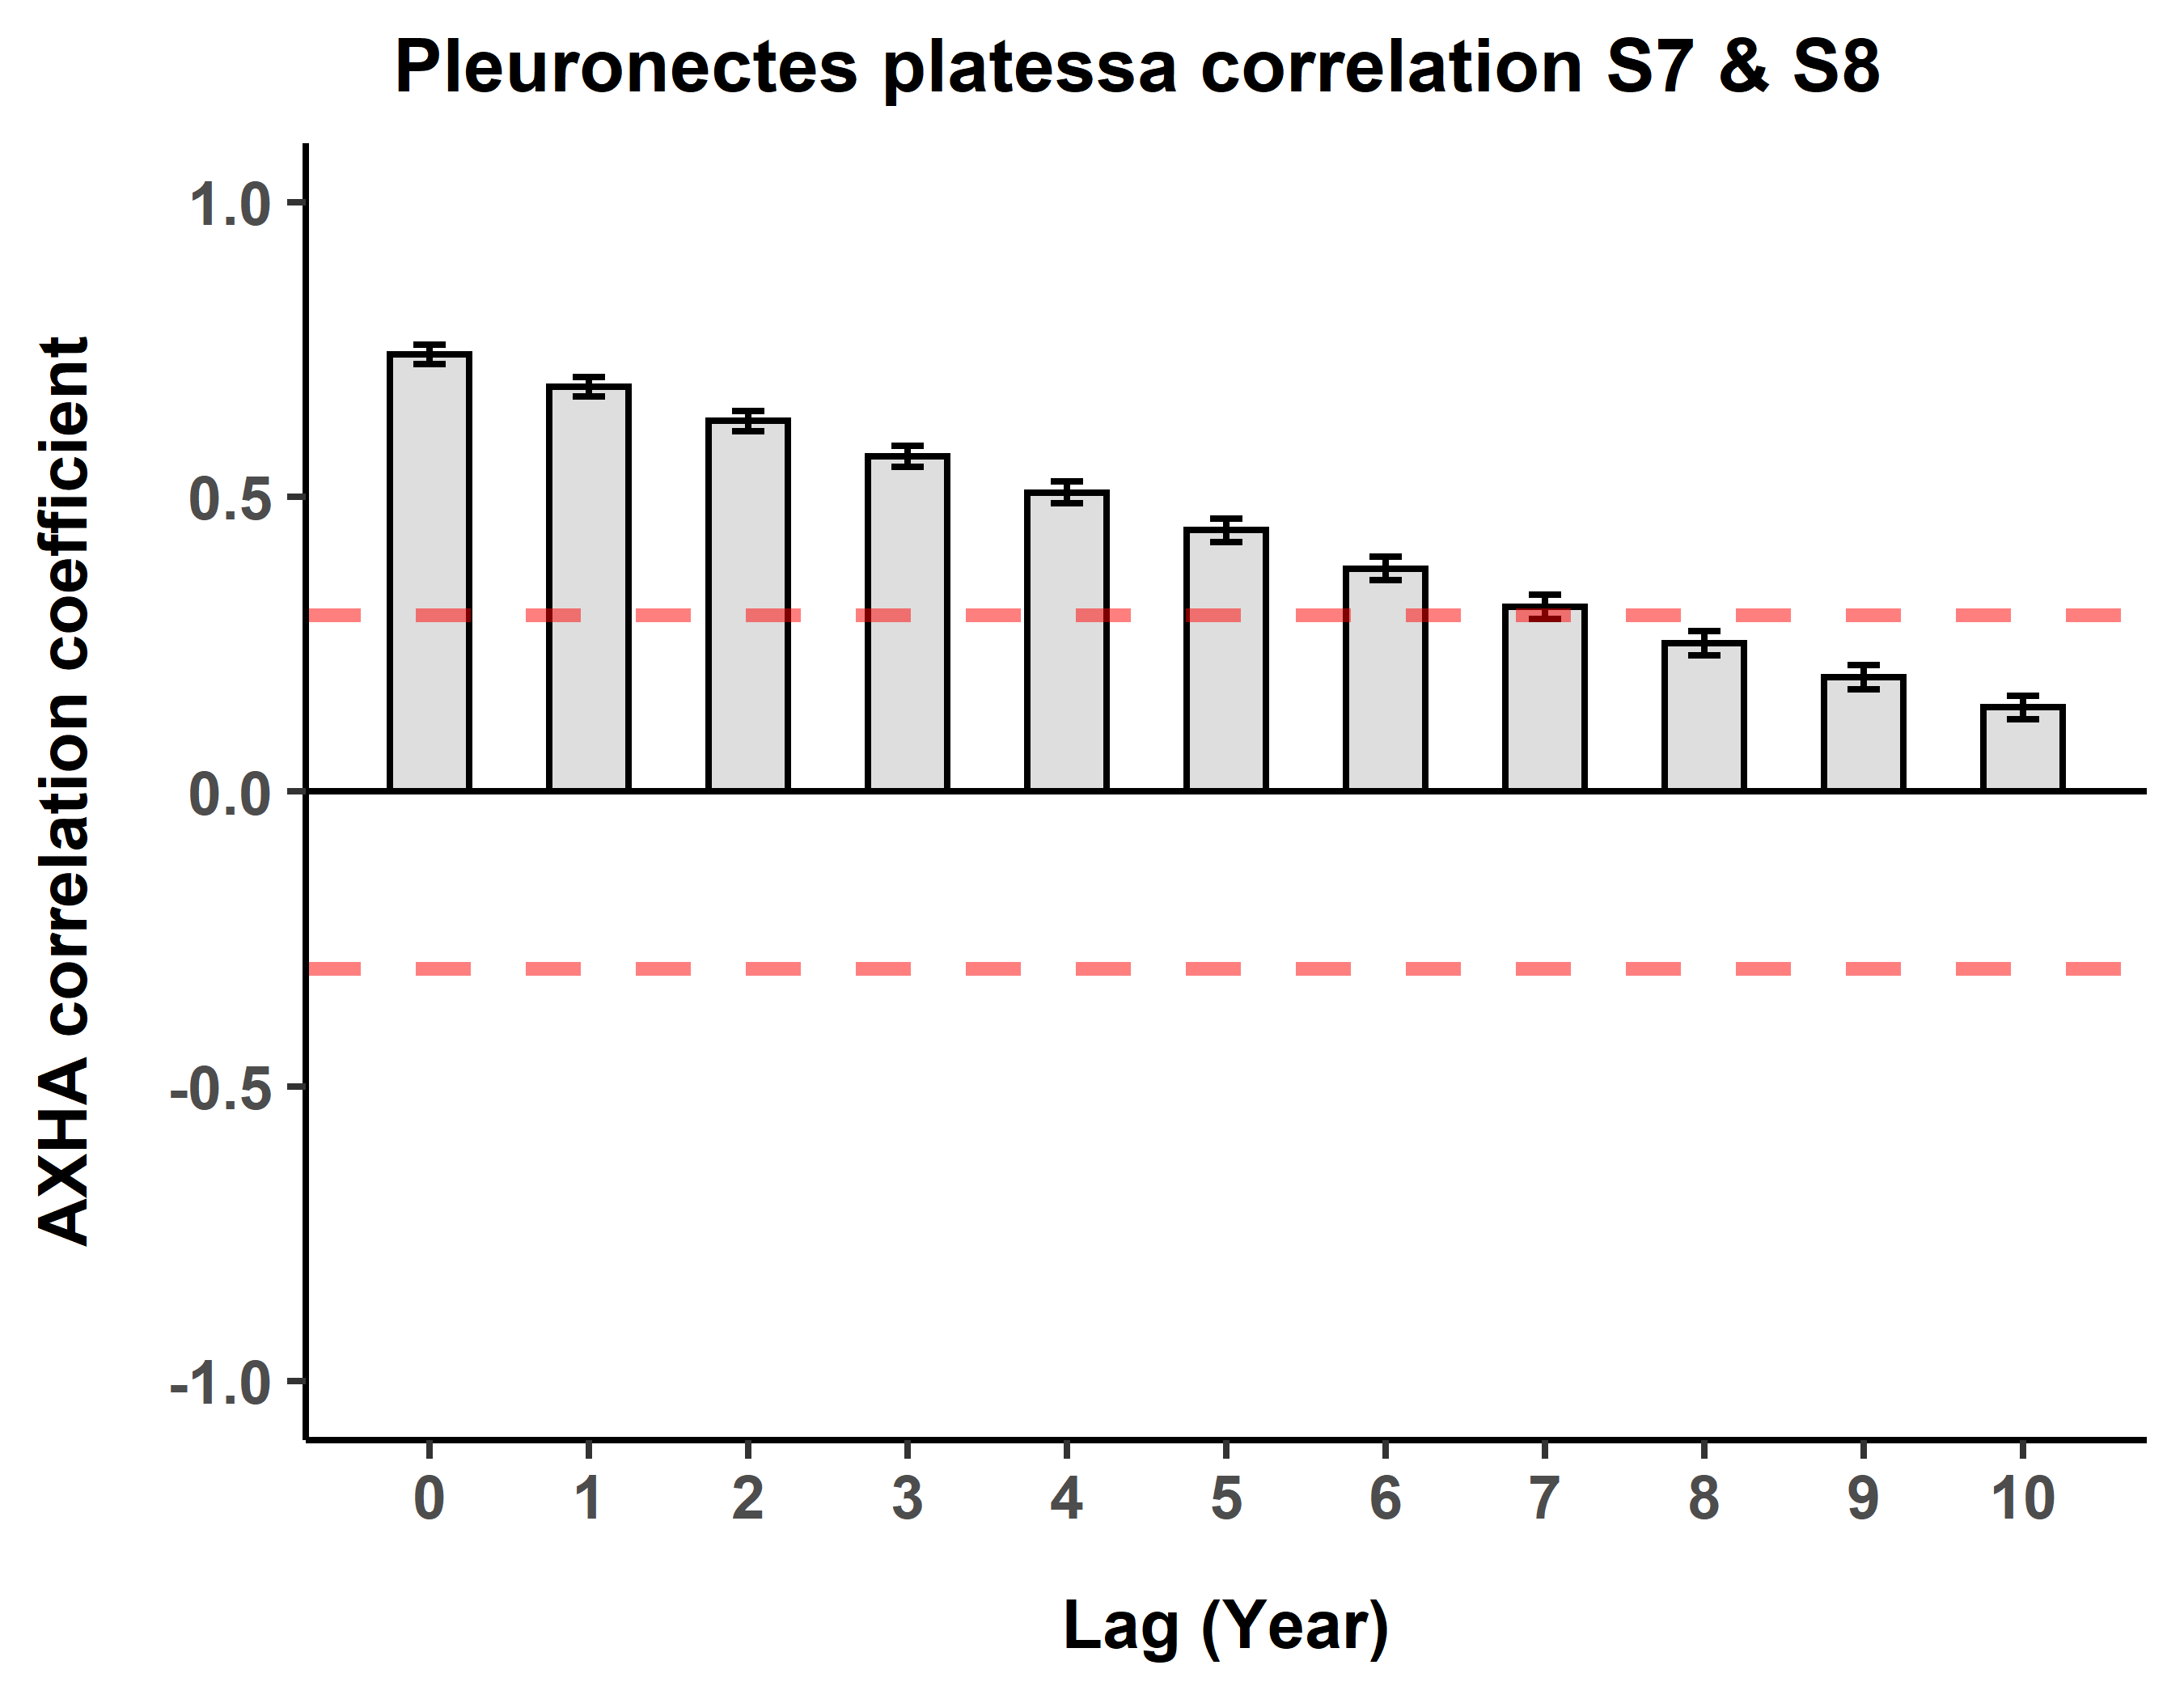 Pleuronectes platessa correlation S7 & S8
AXHA correlation coefficient
1.0
0.5
0.0
-0.5
-1.0
0 1 2 3 4 5 6 7 8 9 10
Lag (Year)